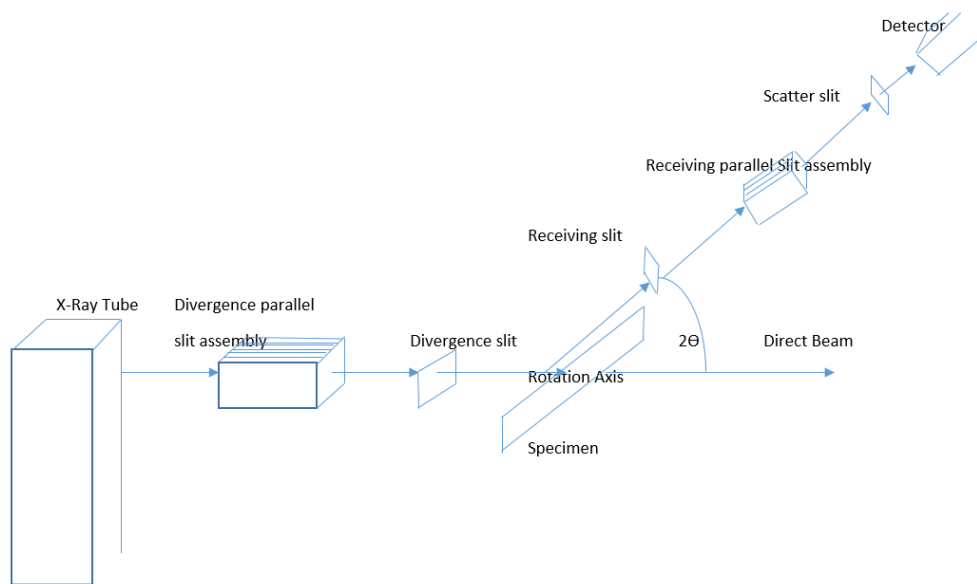 Detector
Scatter slit
Receiving parallel Slit assembly
Receiving slit
X-Ray Tube
Divergence parallel
slit assembly
Divergence slit
2Θ
Direct Beam
Rotation Axis
Specimen